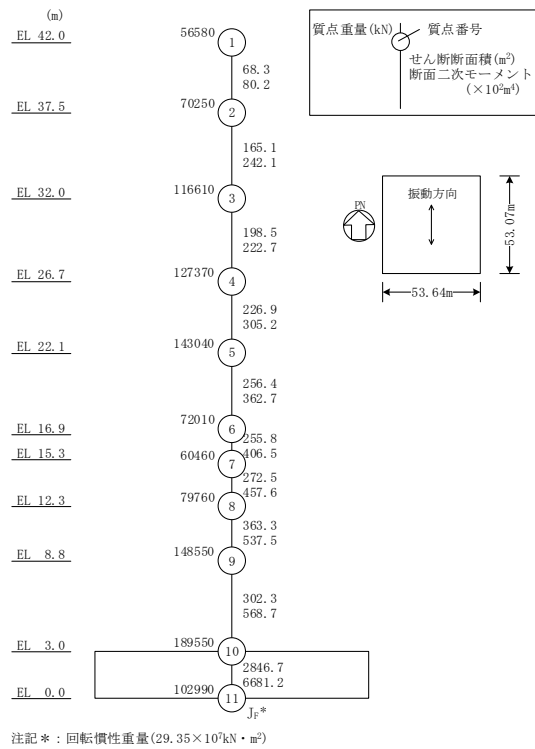 (m)
EL 42.0
56580
1
68.3
80.2
EL 37.5
70250
2
165.1
242.1
EL 32.0
116610
3
198.5
222.7
EL 26.7
127370
4
226.9
305.2
EL 22.1
143040
5
256.4
362.7
EL 16.9
72010
6
255.8
406.5
EL 15.3
60460
7
272.5
457.6
EL 12.3
79760
8
363.3
537.5
EL 8.8
148550
9
302.3
568.7
EL 3.0
189550
10
2846.7
6681.2
EL 0.0
102990
11
JF*
質点重量(kN)
質点番号
せん断断面積(m²)
断面二次モーメント
(×10²m⁴)
PN
振動方向
53.07m
53.64m
注記*:回転慣性重量(29.35×10⁷kN・m²)